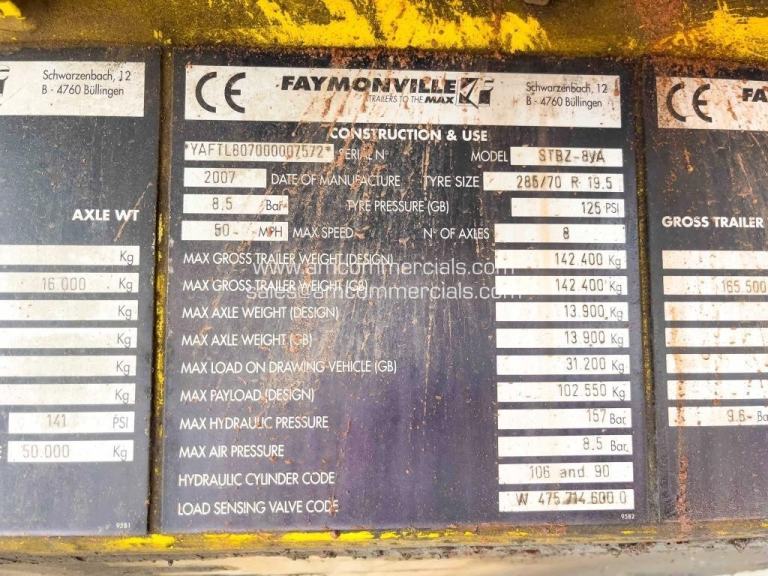 Schwarzenbach, 12
B - 4760 Büllingen
AXLE WT
Kg
16.000 Kg
Kg
Kg
Kg
Kg
141 PSI
50.000 Kg
9581
CE FAYMONVILLE
TRAILERS TO THE MAX
Schwarzenbach, 12
B - 4760 Büllingen
CONSTRUCTION & USE
*YAFTL807000007572* SERIAL Nº MODEL STBZ-8VA
2007 DATE OF MANUFACTURE TYRE SIZE 285/70 R 19.5
8.5 Bar TYRE PRESSURE (GB) 125 PSI
50- MPH MAX SPEED Nº OF AXLES 8
MAX GROSS TRAILER WEIGHT (DESIGN) 142.400 Kg
MAX GROSS TRAILER WEIGHT (GB) 142.400 Kg
MAX AXLE WEIGHT (DESIGN) 13.900 Kg
MAX AXLE WEIGHT (GB) 13.900 Kg
MAX LOAD ON DRAWING VEHICLE (GB) 31.200 Kg
MAX PAYLOAD (DESIGN) 102.550 Kg
MAX HYDRAULIC PRESSURE 157 Bar
MAX AIR PRESSURE 8.5 Bar
HYDRAULIC CYLINDER CODE 106 and 90
LOAD SENSING VALVE CODE W 475.714.600.0
9582
www.amcommercials.com
sales@amcommercials.com
CE
GROSS TRAILER
165.500
9.6- Ba